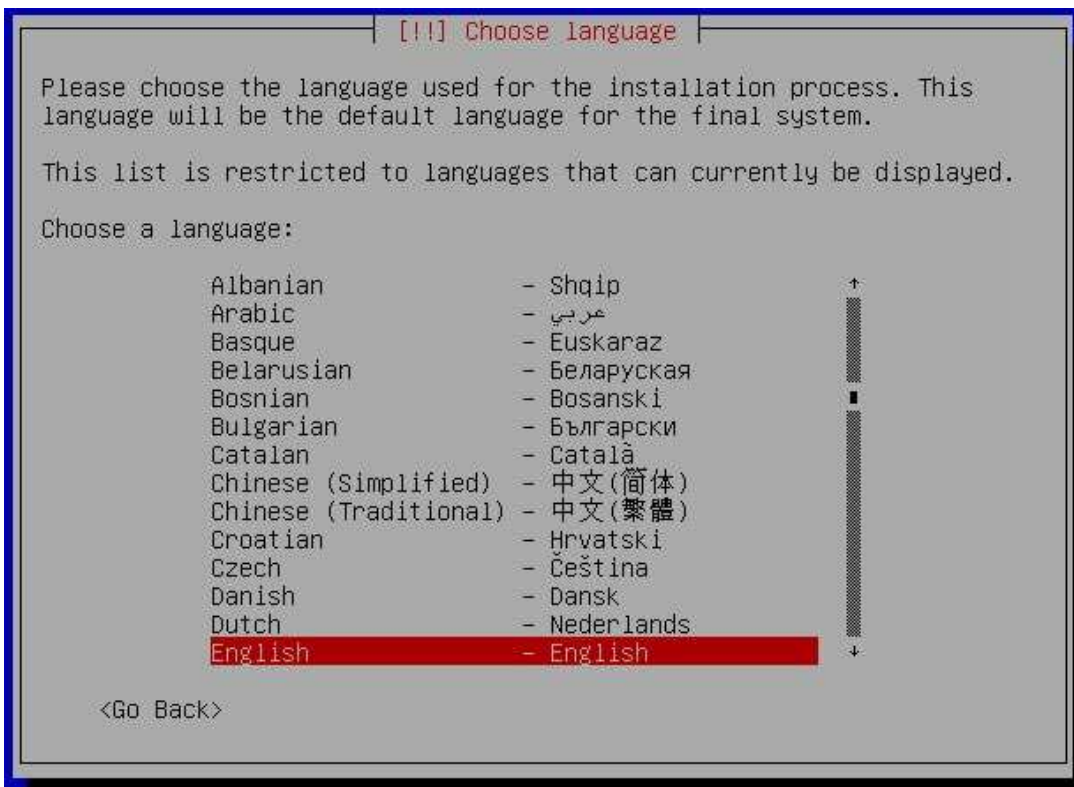 [!!] Choose language
Please choose the language used for the installation process. This
language will be the default language for the final system.
This list is restricted to languages that can currently be displayed.
Choose a language:
Albanian - Shqip
Arabic - عربي
Basque - Euskaraz
Belarusian - Беларуская
Bosnian - Bosanski
Bulgarian - Български
Catalan - Català
Chinese (Simplified) - 中文(简体)
Chinese (Traditional) - 中文(繁體)
Croatian - Hrvatski
Czech - Čeština
Danish - Dansk
Dutch - Nederlands
English - English
<Go Back>